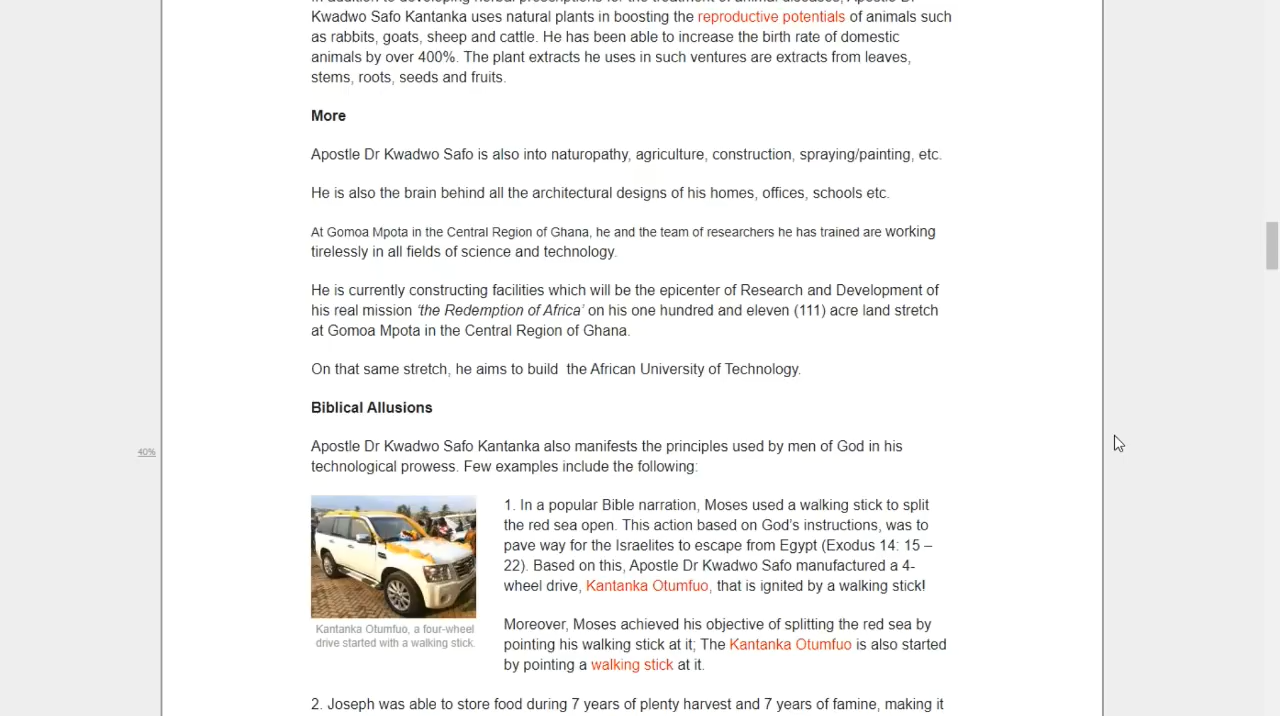 In addition to developing herbal prescriptions for the treatment of animal diseases, Apostle Dr
Kwadwo Safo Kantanka uses natural plants in boosting the reproductive potentials of animals such
as rabbits, goats, sheep and cattle. He has been able to increase the birth rate of domestic
animals by over 400%. The plant extracts he uses in such ventures are extracts from leaves,
stems, roots, seeds and fruits.
More
Apostle Dr Kwadwo Safo is also into naturopathy, agriculture, construction, spraying/painting, etc.
He is also the brain behind all the architectural designs of his homes, offices, schools etc.
At Gomoa Mpota in the Central Region of Ghana, he and the team of researchers he has trained are working
tirelessly in all fields of science and technology.
He is currently constructing facilities which will be the epicenter of Research and Development of
his real mission ‘the Redemption of Africa’ on his one hundred and eleven (111) acre land stretch
at Gomoa Mpota in the Central Region of Ghana.
On that same stretch, he aims to build the African University of Technology.
Biblical Allusions
40%
Apostle Dr Kwadwo Safo Kantanka also manifests the principles used by men of God in his
technological prowess. Few examples include the following:
1. In a popular Bible narration, Moses used a walking stick to split
the red sea open. This action based on God’s instructions, was to
pave way for the Israelites to escape from Egypt (Exodus 14: 15 –
22). Based on this, Apostle Dr Kwadwo Safo manufactured a 4-
wheel drive, Kantanka Otumfuo, that is ignited by a walking stick!
Kantanka Otumfuo, a four-wheel
drive started with a walking stick.
Moreover, Moses achieved his objective of splitting the red sea by
pointing his walking stick at it; The Kantanka Otumfuo is also started
by pointing a walking stick at it.
2. Joseph was able to store food during 7 years of plenty harvest and 7 years of famine, making it